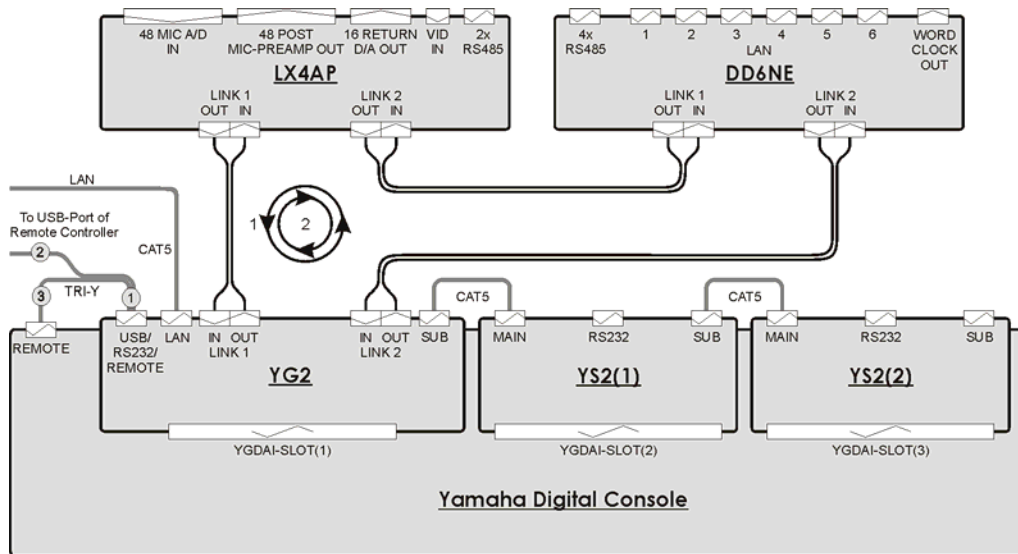 48 MIC A/D
IN
48 POST
MIC-PREAMP OUT
16 RETURN
D/A OUT
VID
IN
2x
RS485
LX4AP
LINK 1
OUT IN
LINK 2
OUT IN
4x
RS485
1 2 3 4 5 6
LAN
WORD
CLOCK
OUT
DD6NE
LINK 1
OUT IN
LINK 2
OUT IN
LAN
To USB-Port of
Remote Controller
CAT5
2
3
TRI-Y
1
1
2
CAT5
CAT5
REMOTE
USB/
RS232/
REMOTE
LAN
IN OUT
LINK 1
IN OUT
LINK 2
SUB
YG2
MAIN
RS232
SUB
YS2(1)
MAIN
RS232
SUB
YS2(2)
YGDAI-SLOT(1)
YGDAI-SLOT(2)
YGDAI-SLOT(3)
Yamaha Digital Console